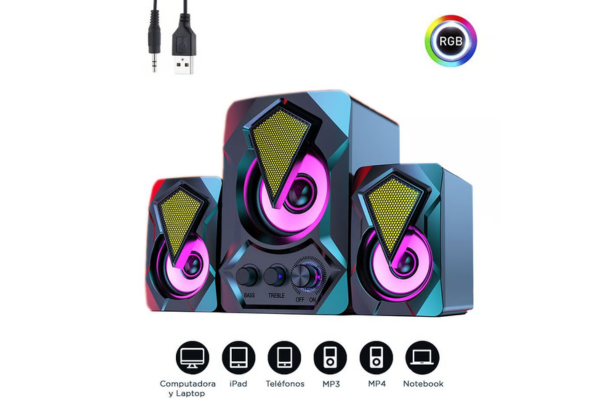 RGB
BASS
TREBLE
OFF ON
Computadora
y Laptop
iPad
Teléfonos
MP3
MP4
Notebook